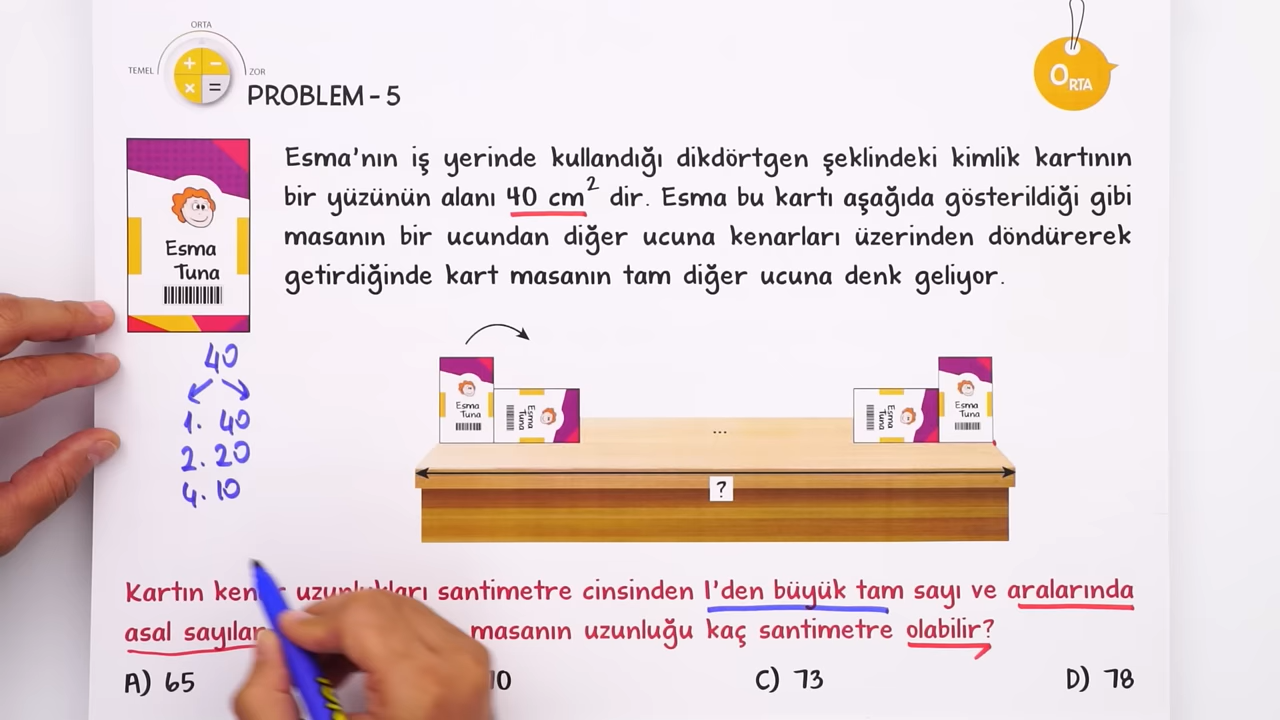 ORTA
TEMEL
ZOR
+ −
× =
PROBLEM - 5
ORTA
Esma'nın iş yerinde kullandığı dikdörtgen şeklindeki kimlik kartının
bir yüzünün alanı 40 cm² dir. Esma bu kartı aşağıda gösterildiği gibi
masanın bir ucundan diğer ucuna kenarları üzerinden döndürerek
getirdiğinde kart masanın tam diğer ucuna denk geliyor.
Esma
Tuna
40
1. 40
2. 20
4. 10
Esma
Tuna
Esma
Tuna
...
Esma
Tuna
Esma
Tuna
?
Kartın uzunlukları santimetre cinsinden 1'den büyük tam sayı ve aralarında
asal masanın uzunluğu kaç santimetre olabilir?
A) 65
C) 73
D) 78